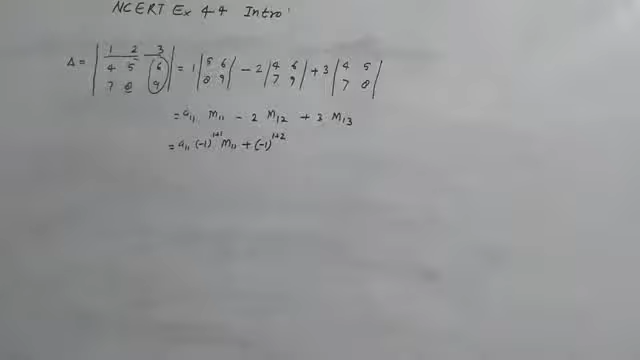 NCERT Ex 4.4 Intro'
Δ = | 1 2 3 | = 1 | 5 6 | - 2 | 4 6 | + 3 | 4 5 |
| 4 5 6 | | 8 9 | | 7 9 | | 7 8 |
| 7 8 9 |
= a₁₁ M₁₁ - 2 M₁₂ + 3 M₁₃
= a₁₁ (-1)¹⁺¹ M₁₁ + (-1)¹⁺²